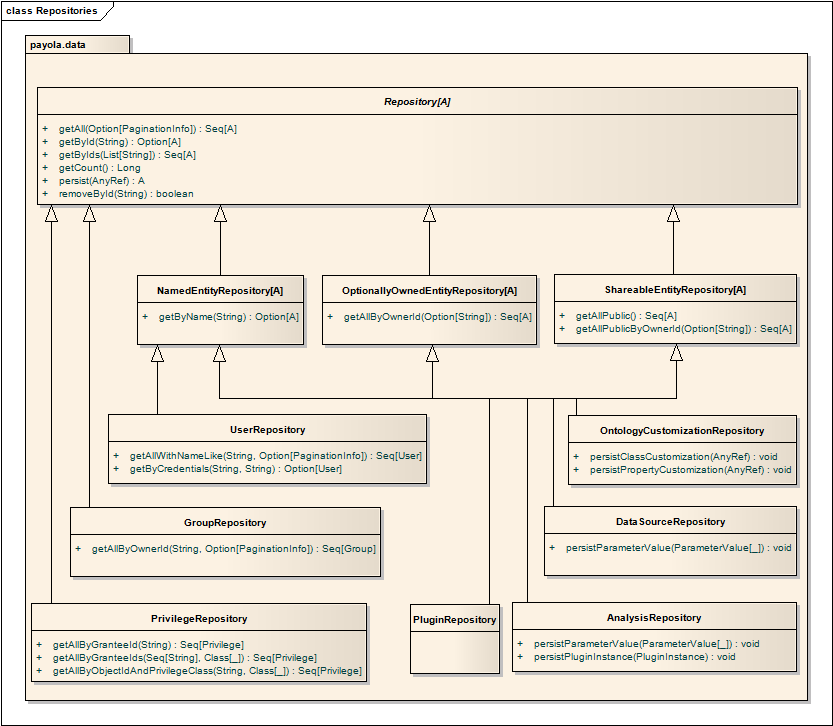 class Repositories
payola.data
Repository[A]
+ getAll(Option[PaginationInfo]) : Seq[A]
+ getById(String) : Option[A]
+ getByIds(List[String]) : Seq[A]
+ getCount() : Long
+ persist(AnyRef) : A
+ removeById(String) : boolean
NamedEntityRepository[A]
+ getByName(String) : Option[A]
OptionallyOwnedEntityRepository[A]
+ getAllByOwnerId(Option[String]) : Seq[A]
ShareableEntityRepository[A]
+ getAllPublic() : Seq[A]
+ getAllPublicByOwnerId(Option[String]) : Seq[A]
UserRepository
+ getAllWithNameLike(String, Option[PaginationInfo]) : Seq[User]
+ getByCredentials(String, String) : Option[User]
OntologyCustomizationRepository
+ persistClassCustomization(AnyRef) : void
+ persistPropertyCustomization(AnyRef) : void
GroupRepository
+ getAllByOwnerId(String, Option[PaginationInfo]) : Seq[Group]
DataSourceRepository
+ persistParameterValue(ParameterValue[_]) : void
PrivilegeRepository
+ getAllByGranteeId(String) : Seq[Privilege]
+ getAllByGranteeIds(Seq[String], Class[_]) : Seq[Privilege]
+ getAllByObjectIdAndPrivilegeClass(String, Class[_]) : Seq[Privilege]
PluginRepository
AnalysisRepository
+ persistParameterValue(ParameterValue[_]) : void
+ persistPluginInstance(PluginInstance) : void